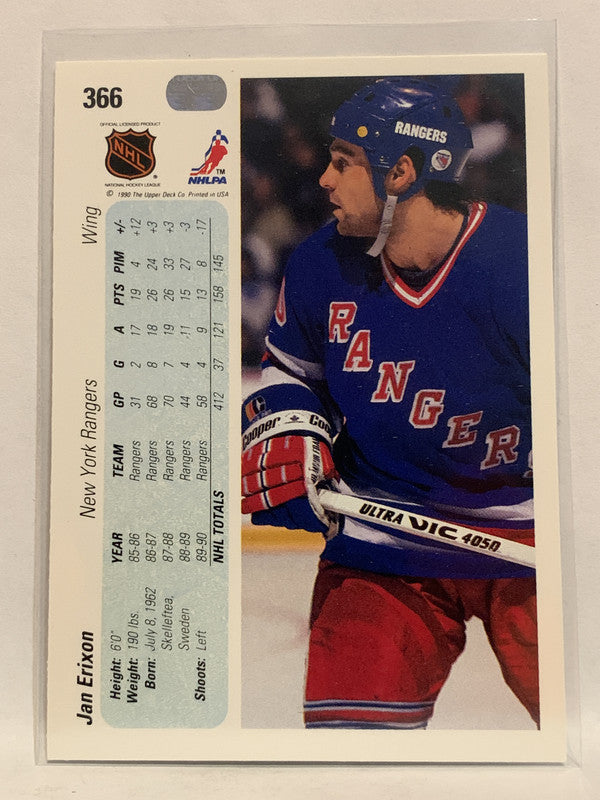 366
OFFICIAL LICENSED PRODUCT
NHL
®
NATIONAL HOCKEY LEAGUE
TM
NHLPA
© 1990 The Upper Deck Co. Printed in USA
Jan Erixon New York Rangers Wing
Height: 6'0"
Weight: 190 lbs.
Born: July 8, 1962
Skelleftea,
Sweden
Shoots: Left
YEAR TEAM GP G A PTS PIM +/-
85-86 Rangers 31 2 17 19 4 +12
86-87 Rangers 68 8 18 26 24 +3
87-88 Rangers 70 7 19 26 33 +3
88-89 Rangers 44 4 11 15 27 -3
89-90 Rangers 58 4 9 13 8 -17
NHL TOTALS 412 37 121 158 145
RANGERS
RANGERS
Cooper
Cooper
ULTRA VIC 4050